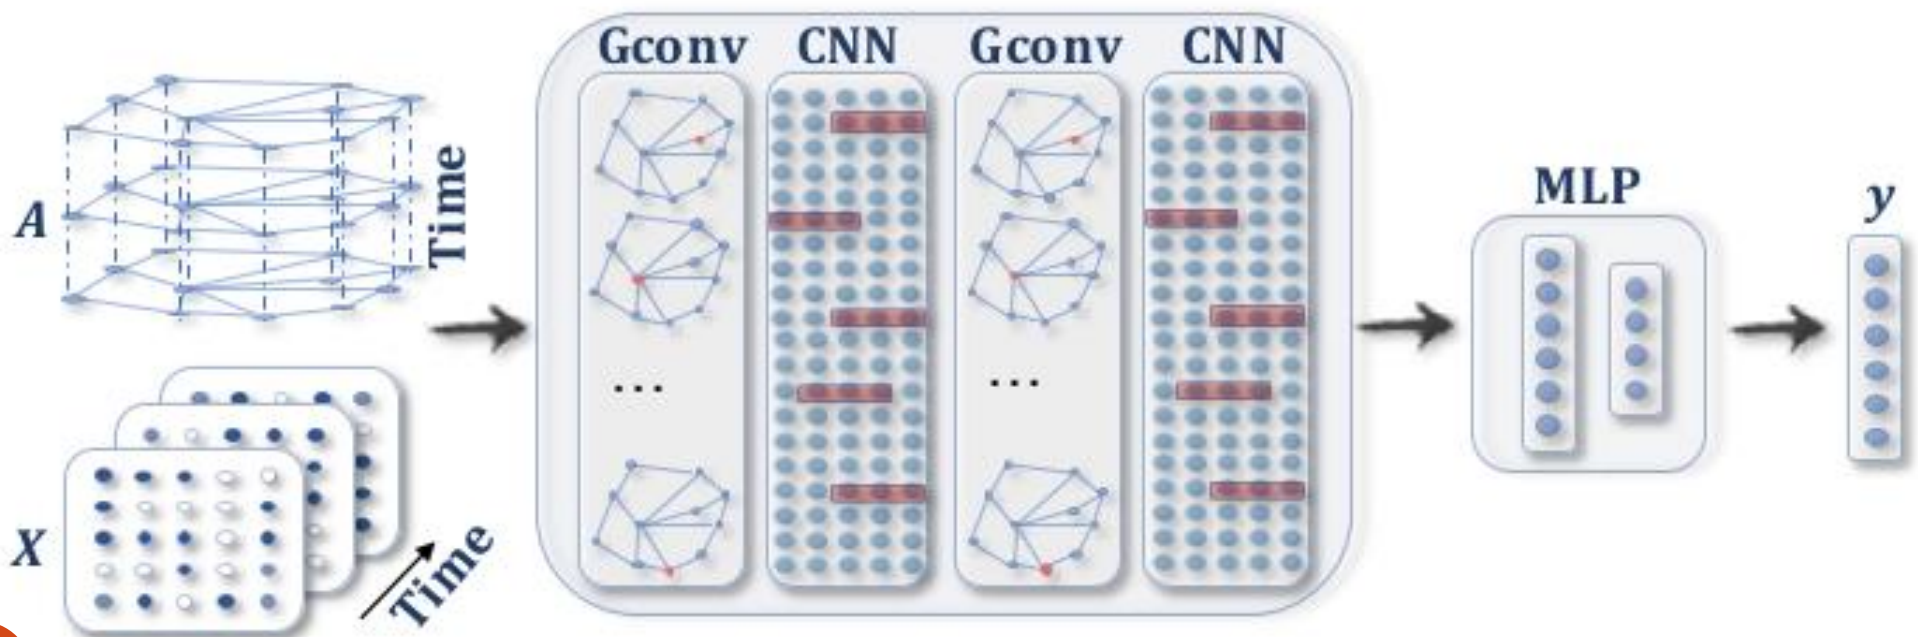 Gconv CNN Gconv CNN
A
Time
X
Time
...
...
MLP
y